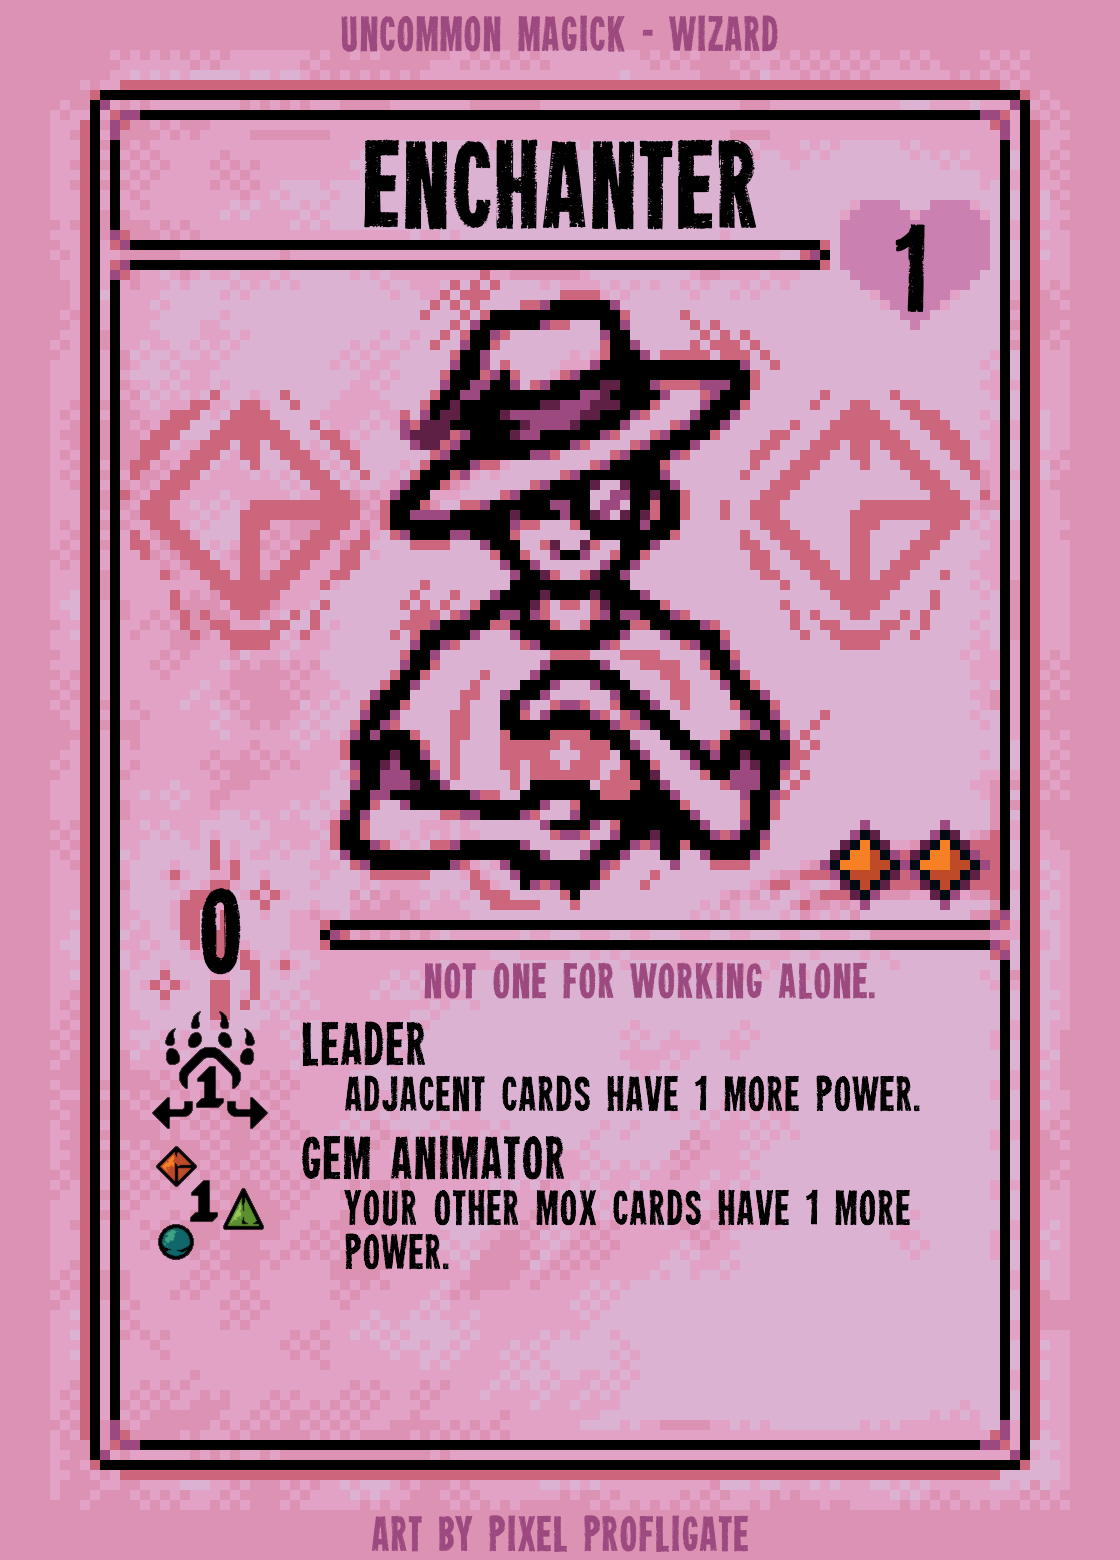 UNCOMMON MAGICK - WIZARD
ENCHANTER
1
0
NOT ONE FOR WORKING ALONE.
LEADER
1
ADJACENT CARDS HAVE 1 MORE POWER.
GEM ANIMATOR
1
YOUR OTHER MOX CARDS HAVE 1 MORE
POWER.
ART BY PIXEL PROFLIGATE